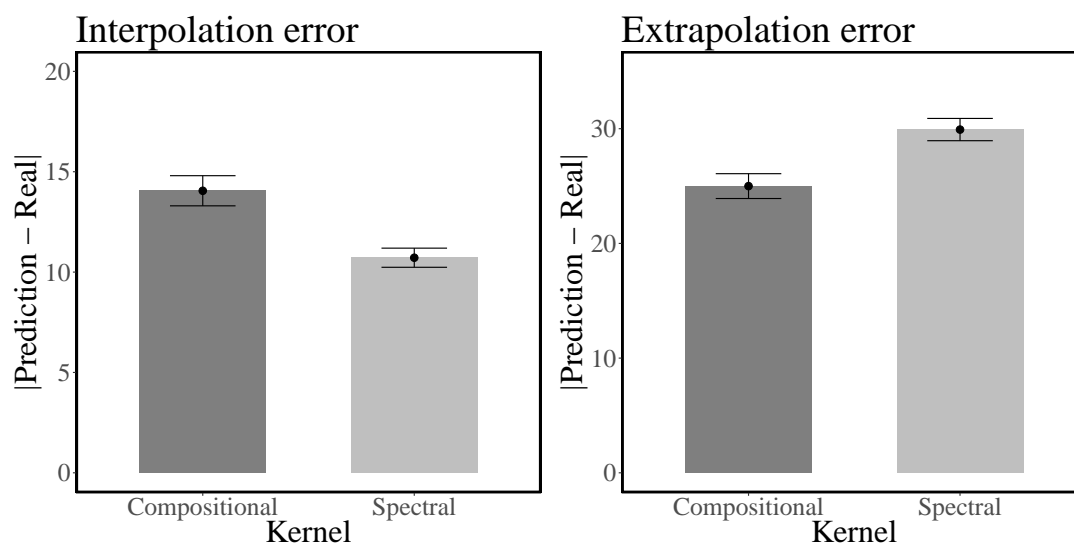 Interpolation error
|Prediction − Real|
20
15
10
5
0
Compositional
Spectral
Kernel
Extrapolation error
|Prediction − Real|
30
20
10
0
Compositional
Spectral
Kernel